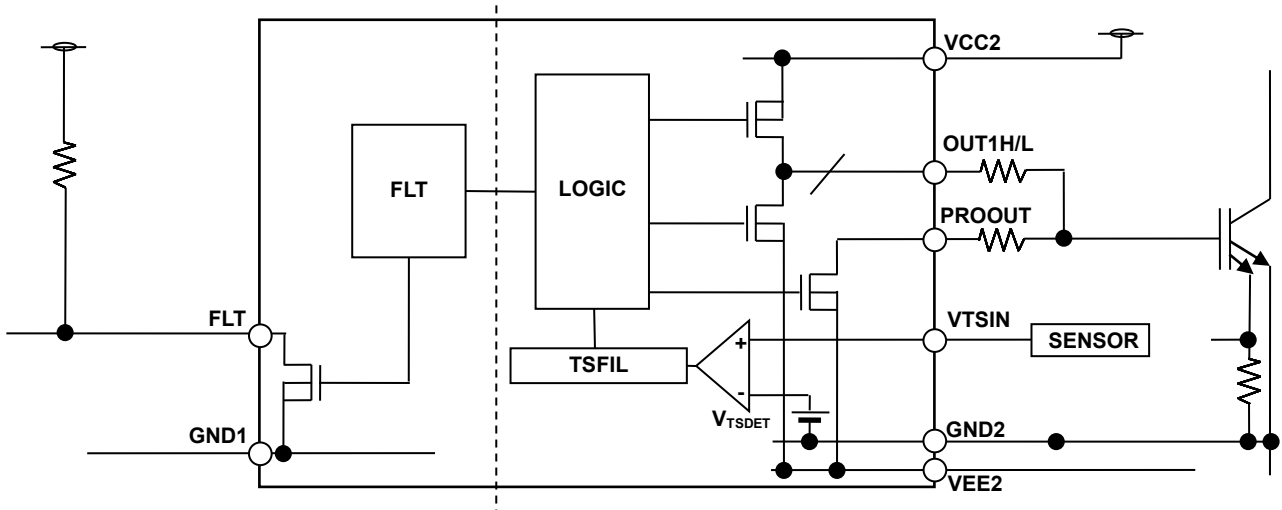 VCC2
OUT1H/L
FLT
LOGIC
PROOUT
FLT
VTSIN
SENSOR
+
TSFIL
-
VTSDET
GND1
GND2
VEE2